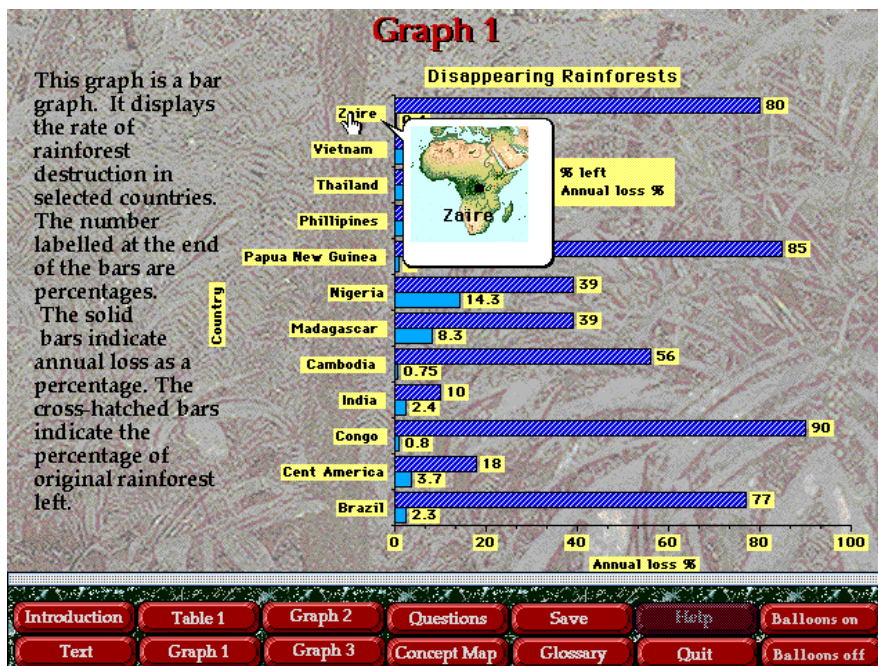 Graph 1
This graph is a bar
graph. It displays
the rate of
rainforest
destruction in
selected countries.
The number
labelled at the end
of the bars are
percentages.
The solid
bars indicate
annual loss as a
percentage. The
cross-hatched bars
indicate the
percentage of
original rainforest
left.
Disappearing Rainforests
Country
Zaire
80
Vietnam
Thailand
Phillipines
Papua New Guinea
85
Nigeria
39
14.3
Madagascar
39
8.3
Cambodia
56
0.75
India
10
2.4
Congo
90
0.8
Cent America
18
3.7
Brazil
77
2.3
Zaire
% left
Annual loss %
0 20 40 60 80 100
Annual loss %
Introduction Table 1 Graph 2 Questions Save Help Balloons on
Text Graph 1 Graph 3 Concept Map Glossary Quit Balloons off